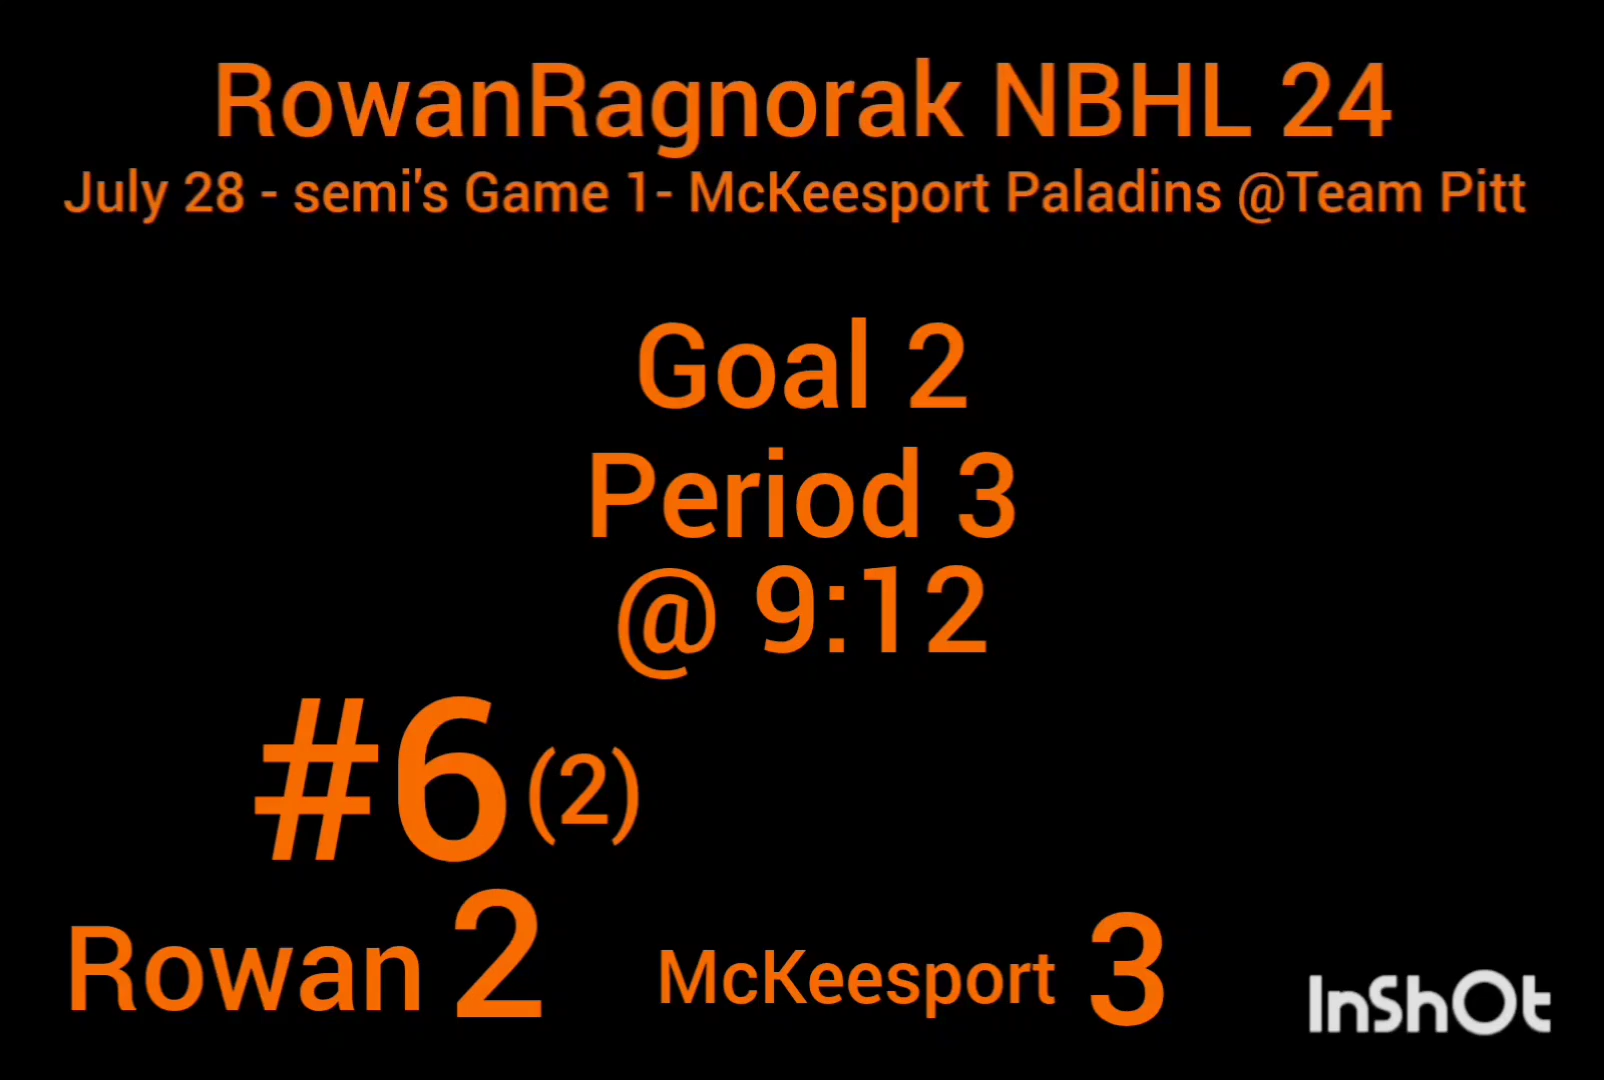 RowanRagnorak NBHL 24
July 28 - semi's Game 1- McKeesport Paladins @Team Pitt
Goal 2
Period 3
@ 9:12
#6 (2)
Rowan 2 McKeesport 3
InShOt